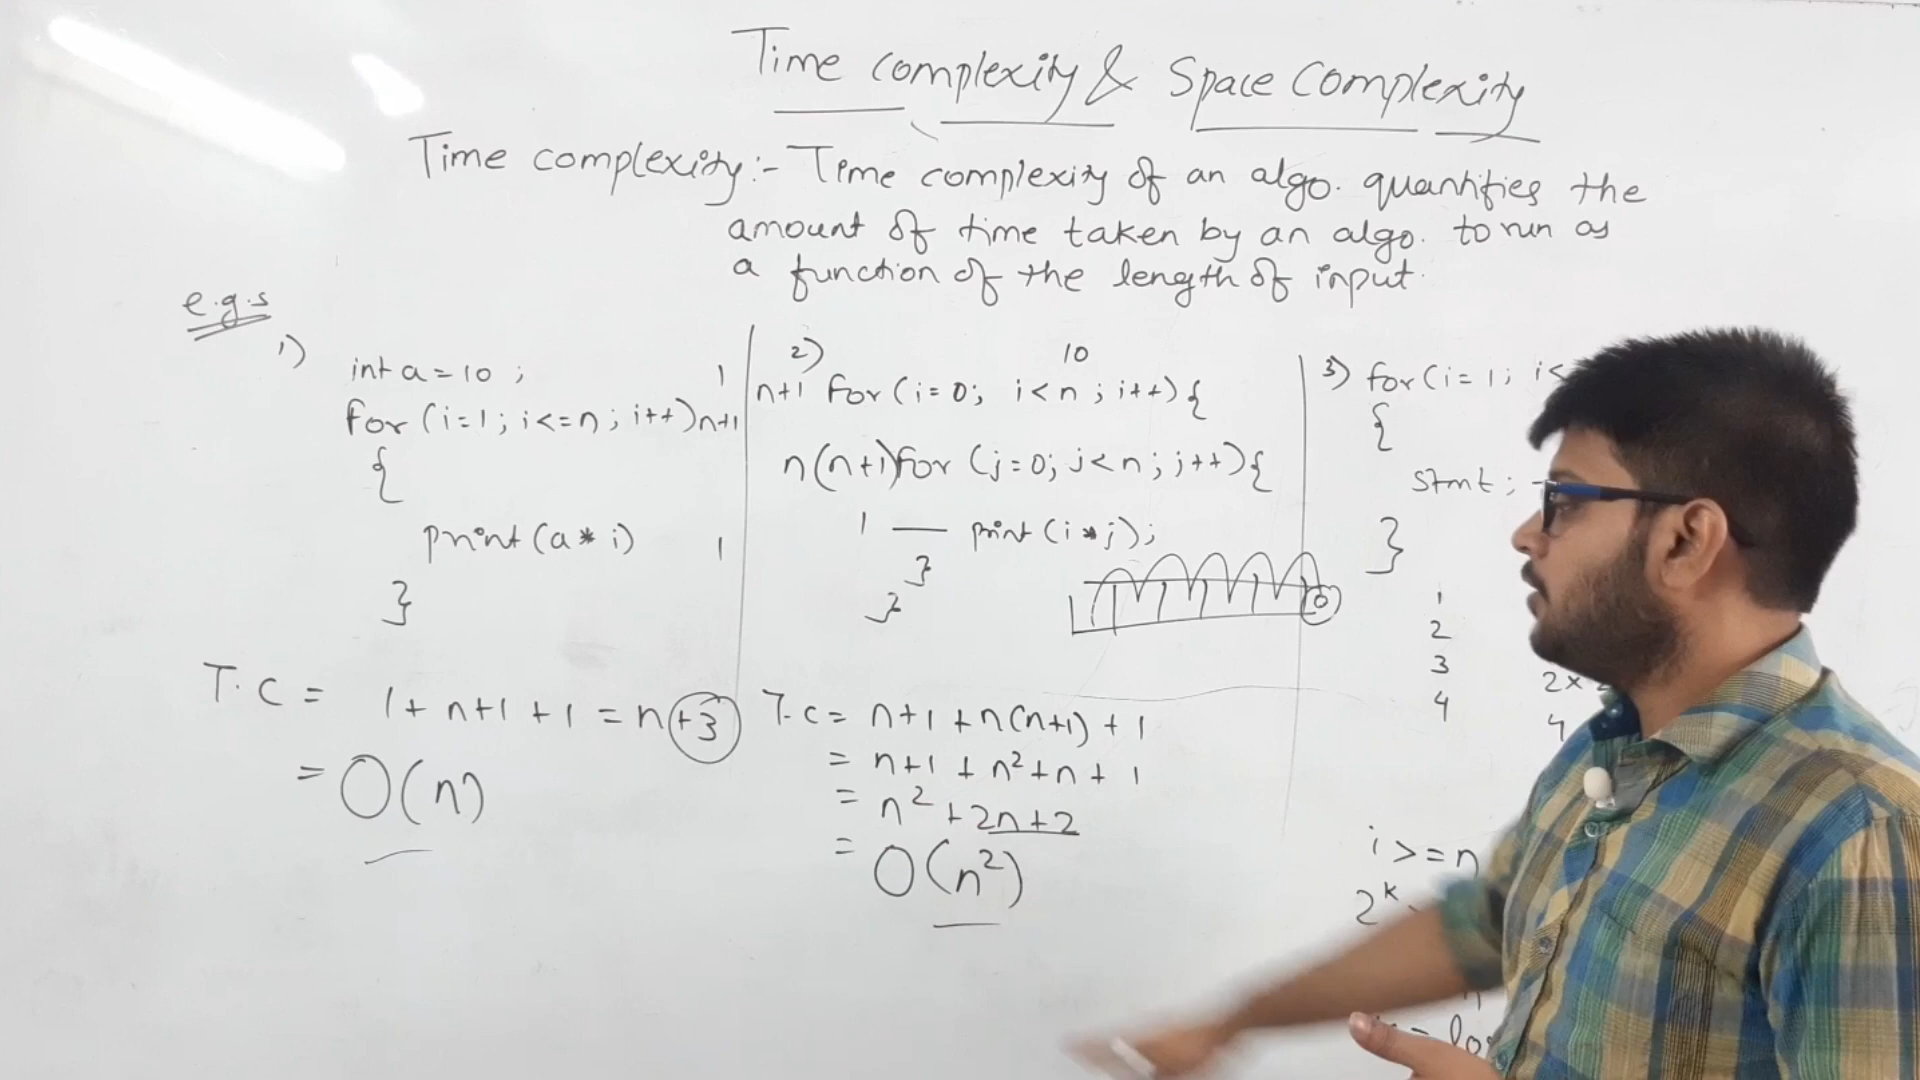 Time complexity & Space Complexity
Time complexity:- Time complexity of an algo. quantifies the
amount of time taken by an algo. to run as
a function of the length of input.
e.g.s
1)
int a = 10 ; 1
for (i=1; i<=n; i++) n+1
{
print (a * i) 1
}
T.C = 1 + n+1 + 1 = n+3
= O(n)
2)
10
n+1 for (i=0; i<n; i++) {
n(n+1) for (j=0; j<n; j++) {
1 — print (i * j);
}
}
T.C = n+1 + n(n+1) + 1
= n+1 + n²+n + 1
= n² + 2n+2
= O(n²)
3) for (i = 1; i<
{
stmt;
}
1
2
3 2×
4 4
i >= n
2^k